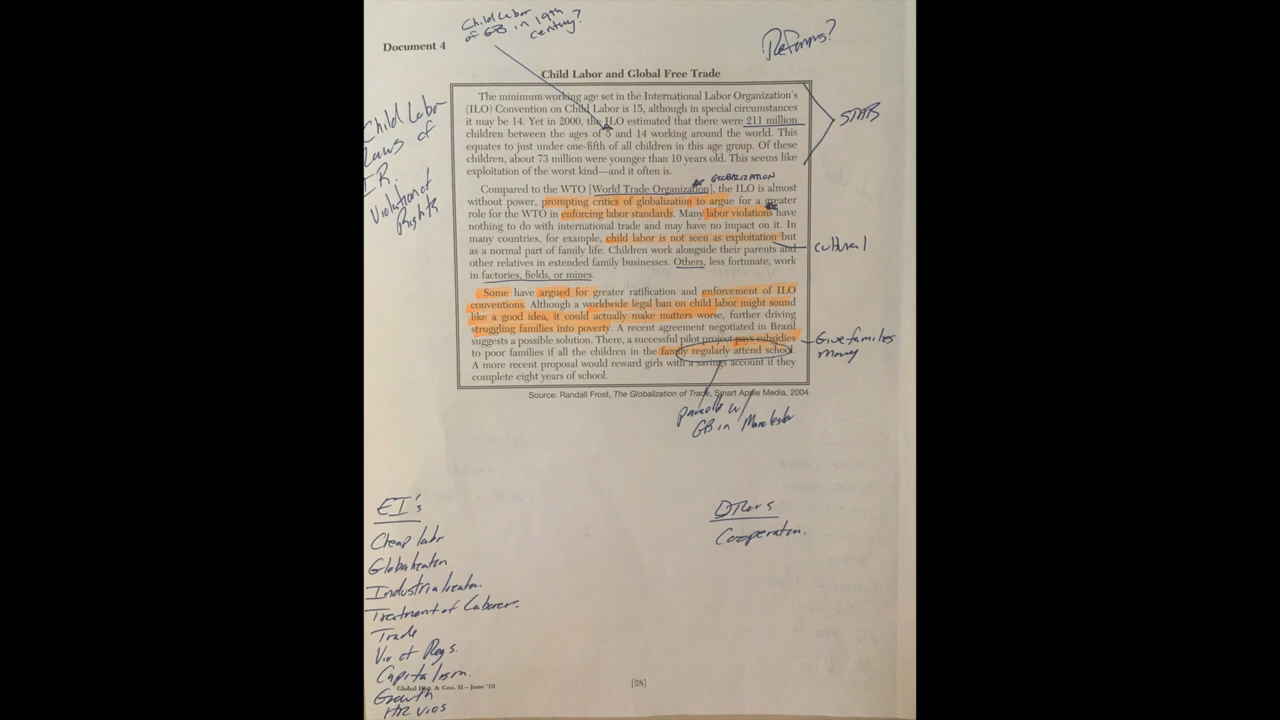 Child Labor
of GB in 19th
century?
Document 4
Reforms?
Child Labor and Global Free Trade
The minimum working age set in the International Labor Organization's
(ILO) Convention on Child Labor is 15, although in special circumstances
it may be 14. Yet in 2000, the ILO estimated that there were 211 million
children between the ages of 5 and 14 working around the world. This
equates to just under one-fifth of all children in this age group. Of these
children, about 73 million were younger than 10 years old. This seems like
exploitation of the worst kind—and it often is.
STATS
Child Labor
Laws of
IR.
Violation of
Rights
GLOBALIZATION
Compared to the WTO [World Trade Organization], the ILO is almost
without power, prompting critics of globalization to argue for a greater
role for the WTO in enforcing labor standards. Many labor violations have
nothing to do with international trade and may have no impact on it. In
many countries, for example, child labor is not seen as exploitation but
as a normal part of family life. Children work alongside their parents and
other relatives in extended family businesses. Others, less fortunate, work
in factories, fields, or mines.
cultural
Some have argued for greater ratification and enforcement of ILO
conventions. Although a worldwide legal ban on child labor might sound
like a good idea, it could actually make matters worse, further driving
struggling families into poverty. A recent agreement negotiated in Brazil
suggests a possible solution. There, a successful pilot project pays subsidies
to poor families if all the children in the family regularly attend school.
A more recent proposal would reward girls with a savings account if they
complete eight years of school.
Give families
money
Source: Randall Frost, The Globalization of Trade, Smart Apple Media, 2004
w/
GB in
EI's
Cheap labr
Globalization
Industrialization.
Treatment of Laborer.
Trade
Vio of Regs.
Capitalism.
Growth
HR Vios
Cooperation.
Global Hist. & Geo. II – June '19
[28]